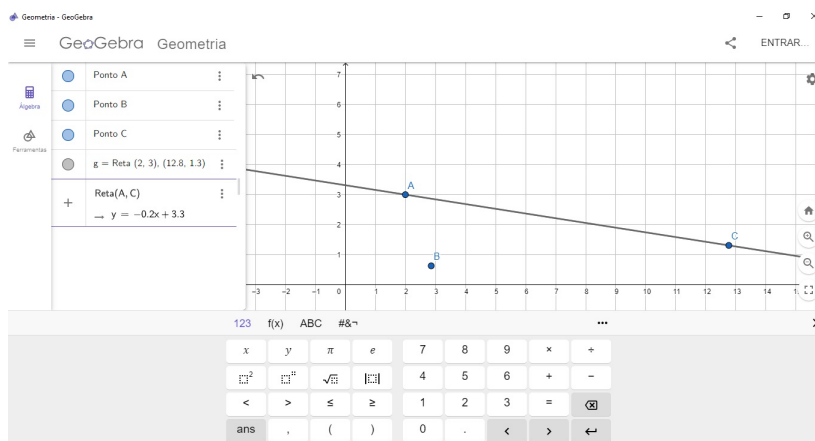 Geometria - GeoGebra
GeoGebra Geometria
ENTRAR...
Álgebra
Ferramentas
Ponto A
Ponto B
Ponto C
g = Reta (2, 3), (12.8, 1.3)
Reta(A, C)
→ y = −0.2x + 3.3
7
6
5
4
3
2
1
A
B
C
−3 −2 −1 0 1 2 3 4 5 6 7 8 9 10 11 12 13 14
123 f(x) ABC #&¬ •••
x y π e 7 8 9 × ÷
4 5 6 + −
< > ≤ ≥ 1 2 3 =
ans , ( ) 0 . < >